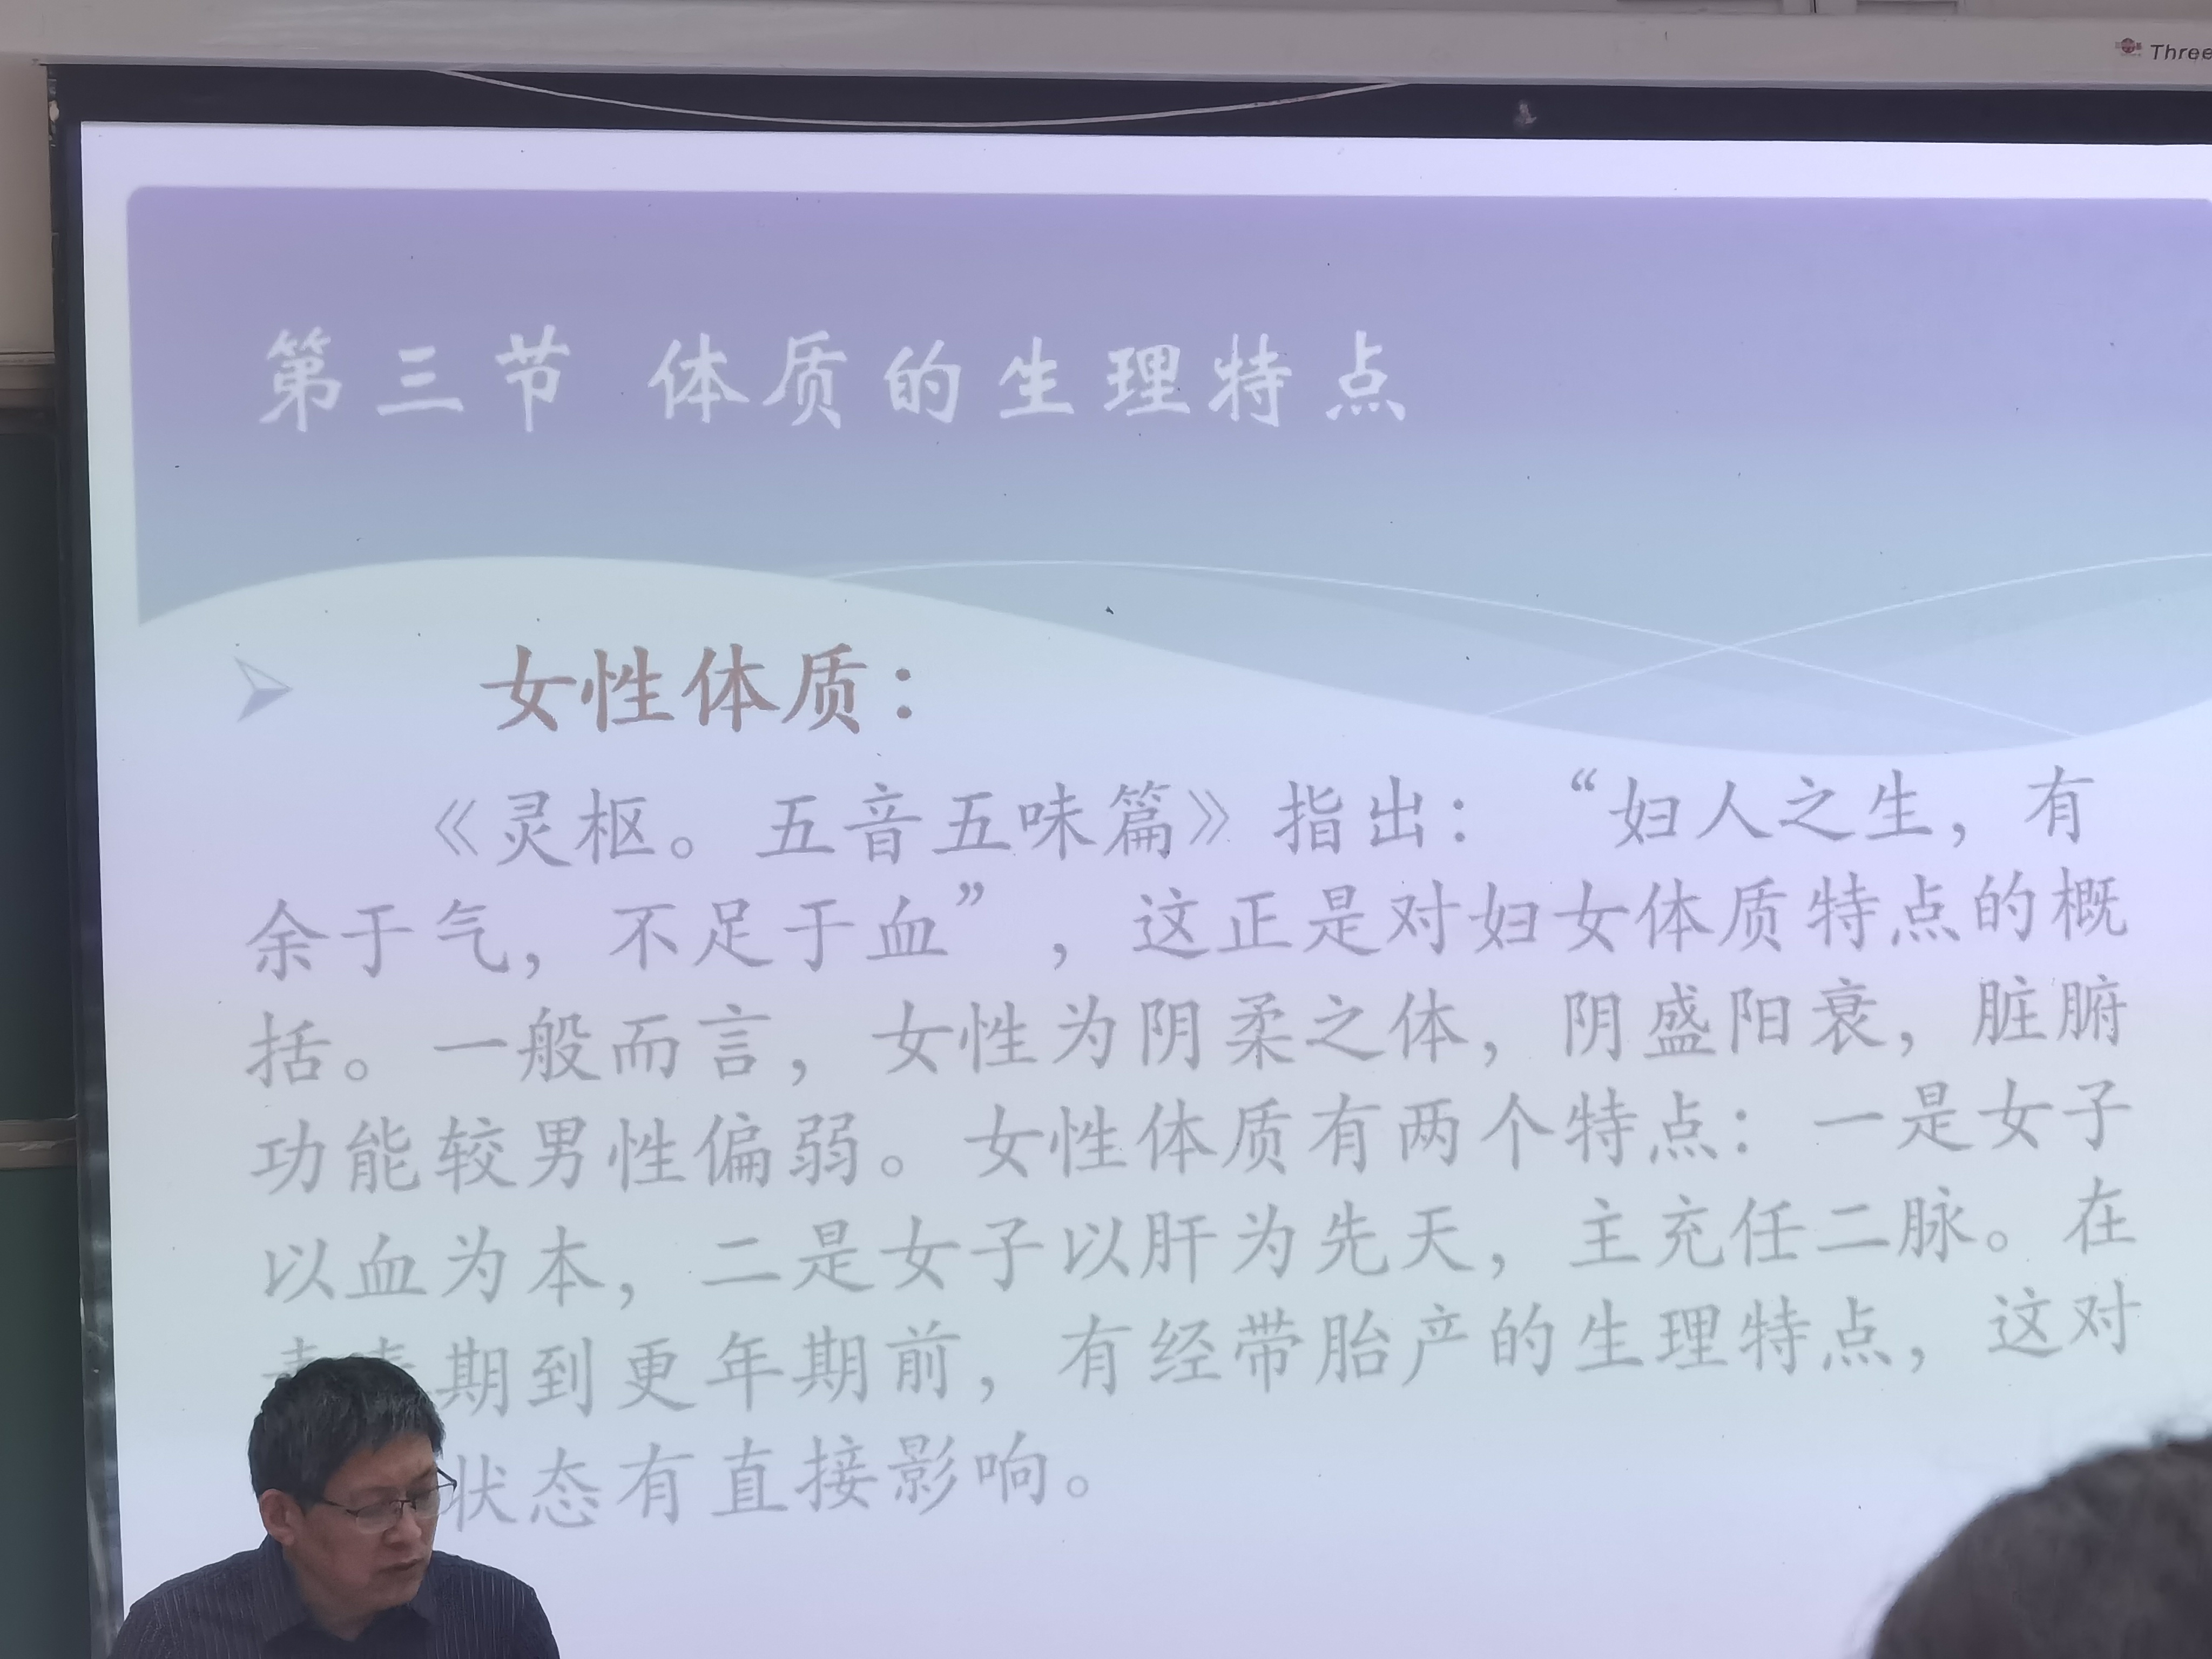 Three
第三节 体质的生理特点
女性体质：
《灵枢。五音五味篇》指出：“妇人之生，有
余于气，不足于血”，这正是对妇女体质特点的概
括。一般而言，女性为阴柔之体，阴盛阳衰，脏腑
功能较男性偏弱。女性体质有两个特点：一是女子
以血为本，二是女子以肝为先天，主充任二脉。在
期到更年期前，有经带胎产的生理特点，这对
状态有直接影响。